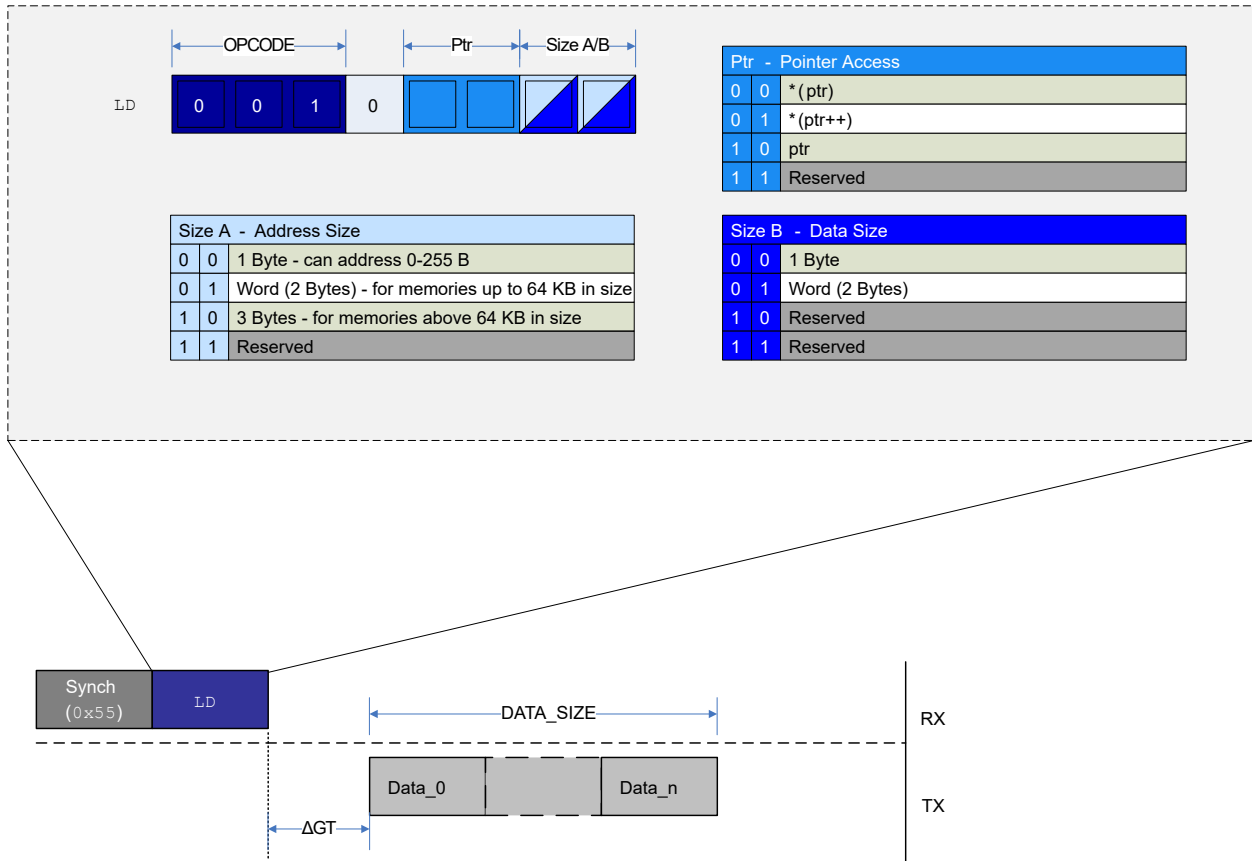 OPCODE Ptr Size A/B
LD 0 0 1 0
Ptr - Pointer Access
0 0 *(ptr)
0 1 *(ptr++)
1 0 ptr
1 1 Reserved
Size A - Address Size
0 0 1 Byte - can address 0-255 B
0 1 Word (2 Bytes) - for memories up to 64 KB in size
1 0 3 Bytes - for memories above 64 KB in size
1 1 Reserved
Size B - Data Size
0 0 1 Byte
0 1 Word (2 Bytes)
1 0 Reserved
1 1 Reserved
Synch
(0x55)
LD
DATA_SIZE
RX
Data_0
Data_n
TX
ΔGT